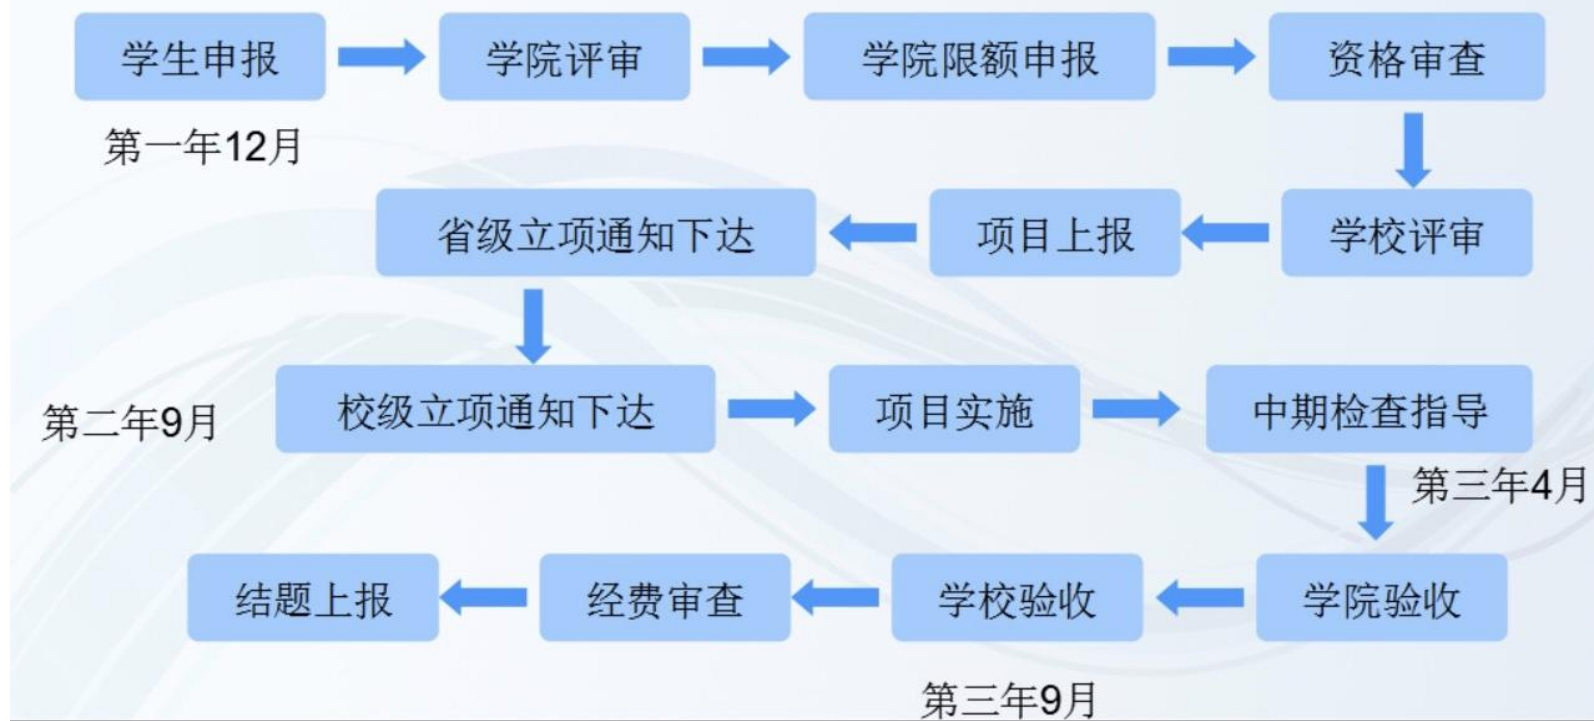 学生申报
学院评审
学院限额申报
资格审查
第一年12月
学校评审
项目上报
省级立项通知下达
第二年9月
校级立项通知下达
项目实施
中期检查指导
第三年4月
学院验收
学校验收
经费审查
结题上报
第三年9月